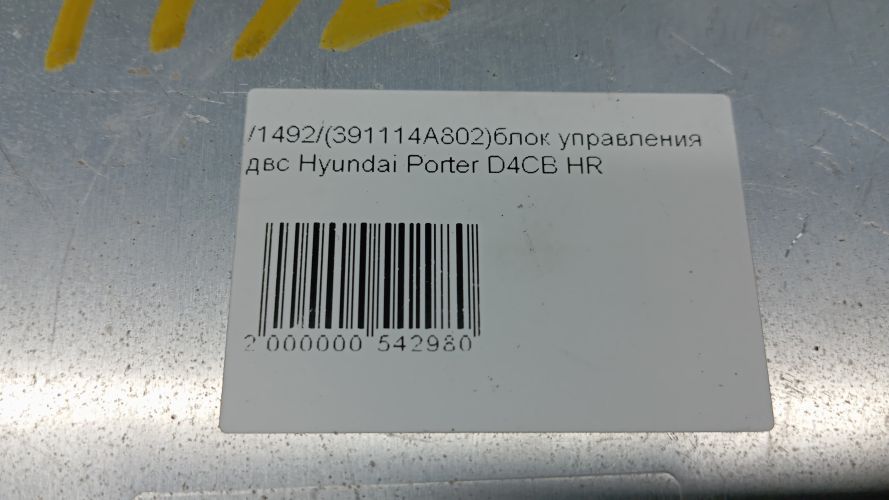 /1492/(391114A802)блок управления
двс Hyundai Porter D4CB HR
2 000000 542980